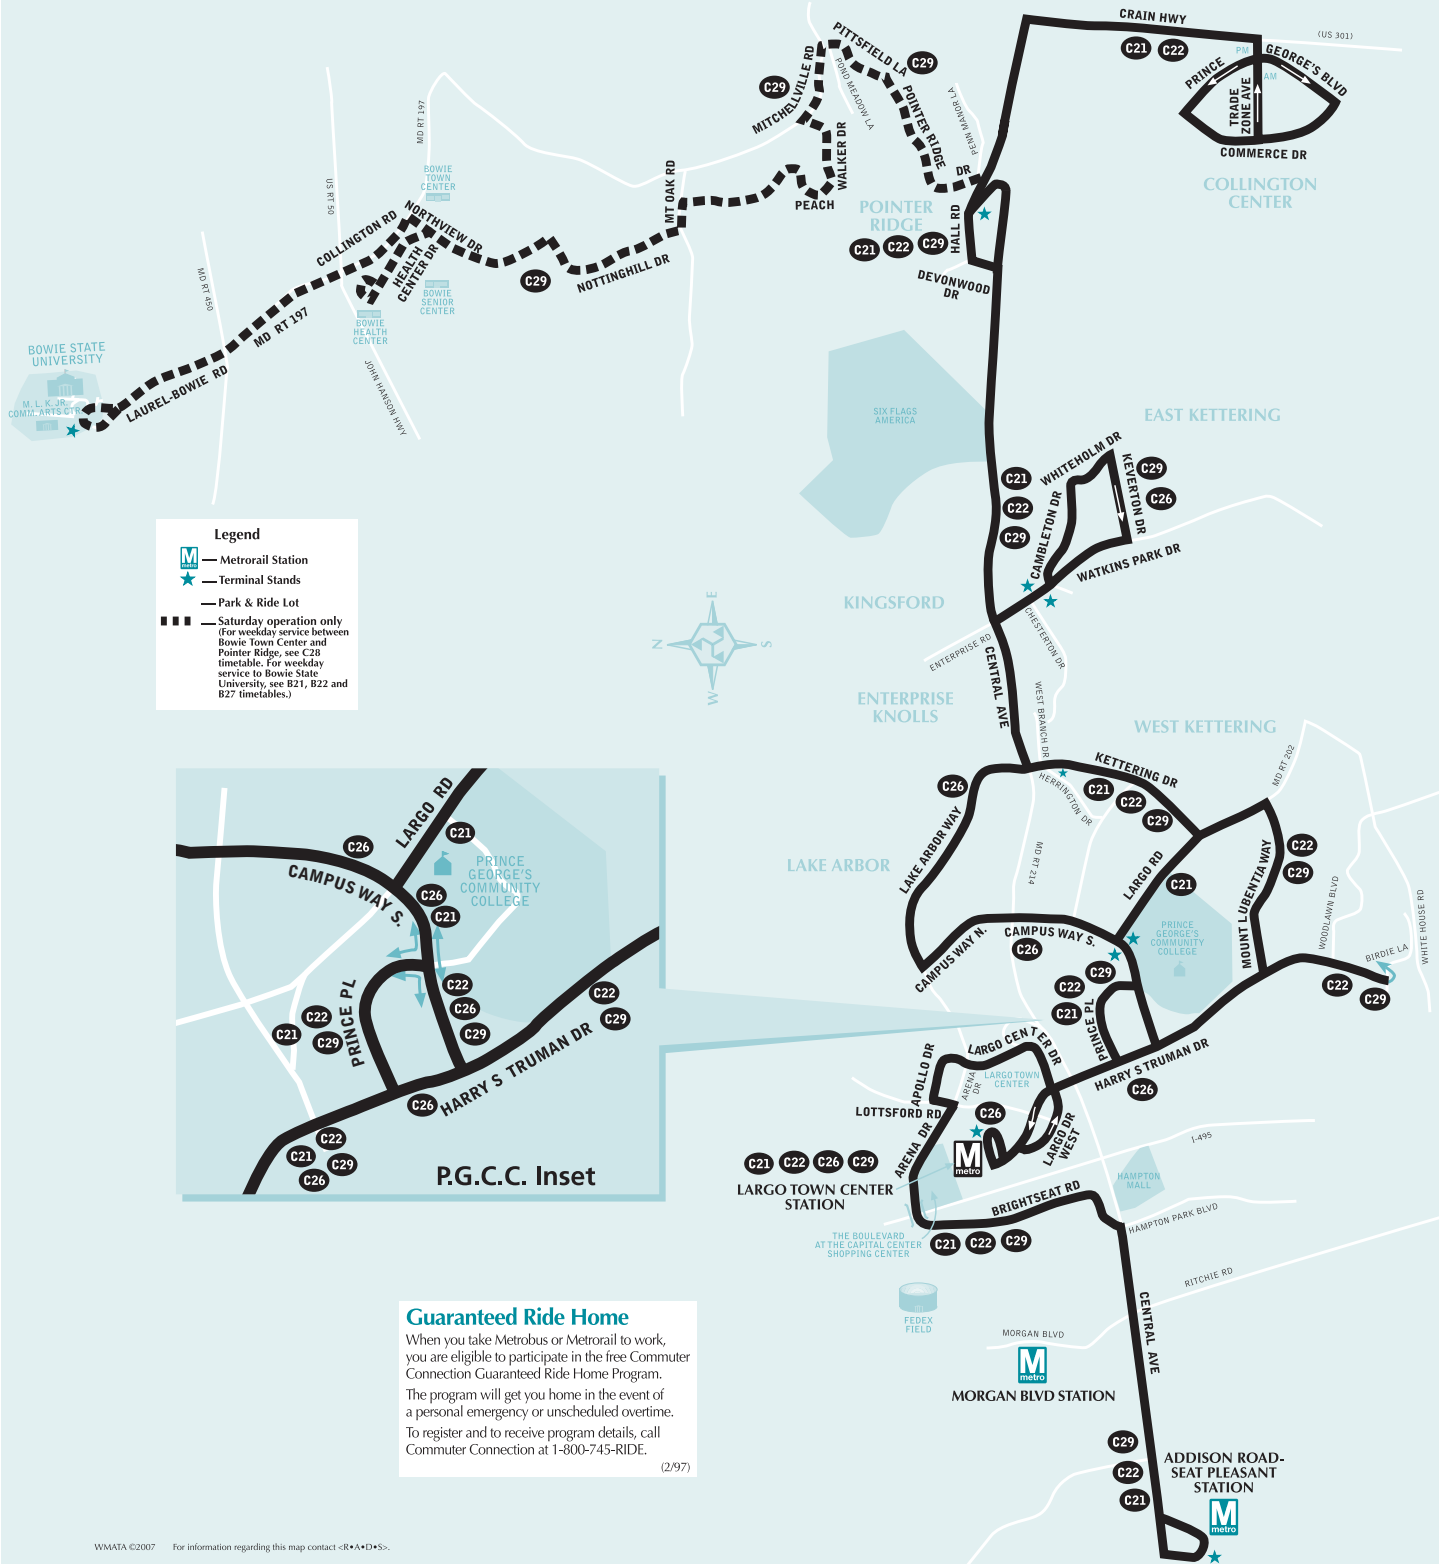 CRAIN HWY
(US 301)
C21
C22
PM
AM
PRINCE
GEORGE'S BLVD
TRADE
ZONE AVE
COMMERCE DR
COLLINGTON
CENTER
PITTSFIELD LA
C29
MITCHELLVILLE RD
C29
POND MEADOW LA
POINTER RIDGE
DR
PENN MANOR LA
WALKER DR
PEACH
MT OAK RD
POINTER
RIDGE
C21
C22
C29
HALL RD
DEVONWOOD
DR
MD RT 197
US RT 50
BOWIE
TOWN
CENTER
COLLINGTON RD
NORTHVIEW DR
HEALTH
CENTER DR
C29
NOTTINGHILL DR
BOWIE
SENIOR
CENTER
BOWIE
HEALTH
CENTER
MD RT 450
MD RT 197
JOHN HANSON HWY
LAUREL-BOWIE RD
BOWIE STATE
UNIVERSITY
M. L. K. JR.
COMM. ARTS CTR
SIX FLAGS
AMERICA
EAST KETTERING
WHITEHOLM DR
KEVERTON DR
C29
C26
C21
C22
C29
CAMBLETON DR
WATKINS PARK DR
Legend
M
metro
Metrorail Station
Terminal Stands
Park & Ride Lot
Saturday operation only
(For weekday service between
Bowie Town Center and
Pointer Ridge, see C28
timetable. For weekday
service to Bowie State
University, see B21, B22 and
B27 timetables.)
N
E
S
W
KINGSFORD
ENTERPRISE RD
CHESTERTON DR
CENTRAL AVE
WEST BRANCH DR
ENTERPRISE
KNOLLS
WEST KETTERING
KETTERING DR
HERRINGTON DR
C21
C22
C29
MD RT 202
C26
LAKE ARBOR WAY
LAKE ARBOR
MD RT 214
LARGO RD
C21
MOUNT LUBENTIA WAY
C22
C29
WOODLAWN BLVD
WHITE HOUSE RD
BIRDIE LA
C22
C29
PRINCE
GEORGE'S
COMMUNITY
COLLEGE
CAMPUS WAY N.
CAMPUS WAY S.
C26
C29
C22
C21
PRINCE PL
HARRY S TRUMAN DR
C26
LARGO CENTER DR
LARGO TOWN
CENTER
APOLLO DR
ARENA
DR
LOTTSFORD RD
C26
ARENA DR
LARGO DR
WEST
I-495
M
metro
C21
C22
C26
C29
LARGO TOWN CENTER
STATION
HAMPTON
MALL
BRIGHTSEAT RD
HAMPTON PARK BLVD
THE BOULEVARD
AT THE CAPITAL CENTER
SHOPPING CENTER
C21
C22
C29
RITCHIE RD
FEDEX
FIELD
CENTRAL AVE
MORGAN BLVD
M
metro
MORGAN BLVD STATION
C29
C22
C21
ADDISON ROAD-
SEAT PLEASANT
STATION
M
metro
LARGO RD
C26
C21
CAMPUS WAY S.
PRINCE
GEORGE'S
COMMUNITY
COLLEGE
C26
C21
C22
C26
C29
C22
C29
C22
C21
C29
PRINCE PL
HARRY S TRUMAN DR
C26
C22
C21
C29
C26
P.G.C.C. Inset
Guaranteed Ride Home
When you take Metrobus or Metrorail to work,
you are eligible to participate in the free Commuter
Connection Guaranteed Ride Home Program.
The program will get you home in the event of
a personal emergency or unscheduled overtime.
To register and to receive program details, call
Commuter Connection at 1-800-745-RIDE.
(2/97)
WMATA ©2007 For information regarding this map contact <R•A•D•S>.